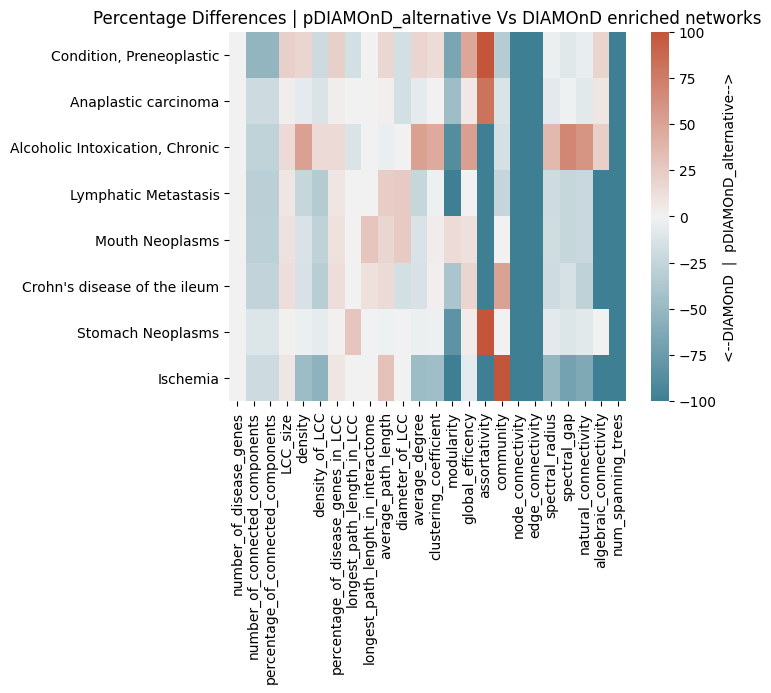 Percentage Differences | pDIAMOnD_alternative Vs DIAMOnD enriched networks
Condition, Preneoplastic
Anaplastic carcinoma
Alcoholic Intoxication, Chronic
Lymphatic Metastasis
Mouth Neoplasms
Crohn's disease of the ileum
Stomach Neoplasms
Ischemia
number_of_disease_genes
number_of_connected_components
percentage_of_connected_components
LCC_size
density
density_of_LCC
percentage_of_disease_genes_in_LCC
longest_path_length_in_LCC
longest_path_lenght_in_interactome
average_path_length
diameter_of_LCC
average_degree
clustering_coefficient
modularity
global_efficency
assortativity
community
node_connectivity
edge_connectivity
spectral_radius
spectral_gap
natural_connectivity
algebraic_connectivity
num_spanning_trees
100
75
50
25
0
−25
−50
−75
−100
<--DIAMOnD | pDIAMOnD_alternative-->